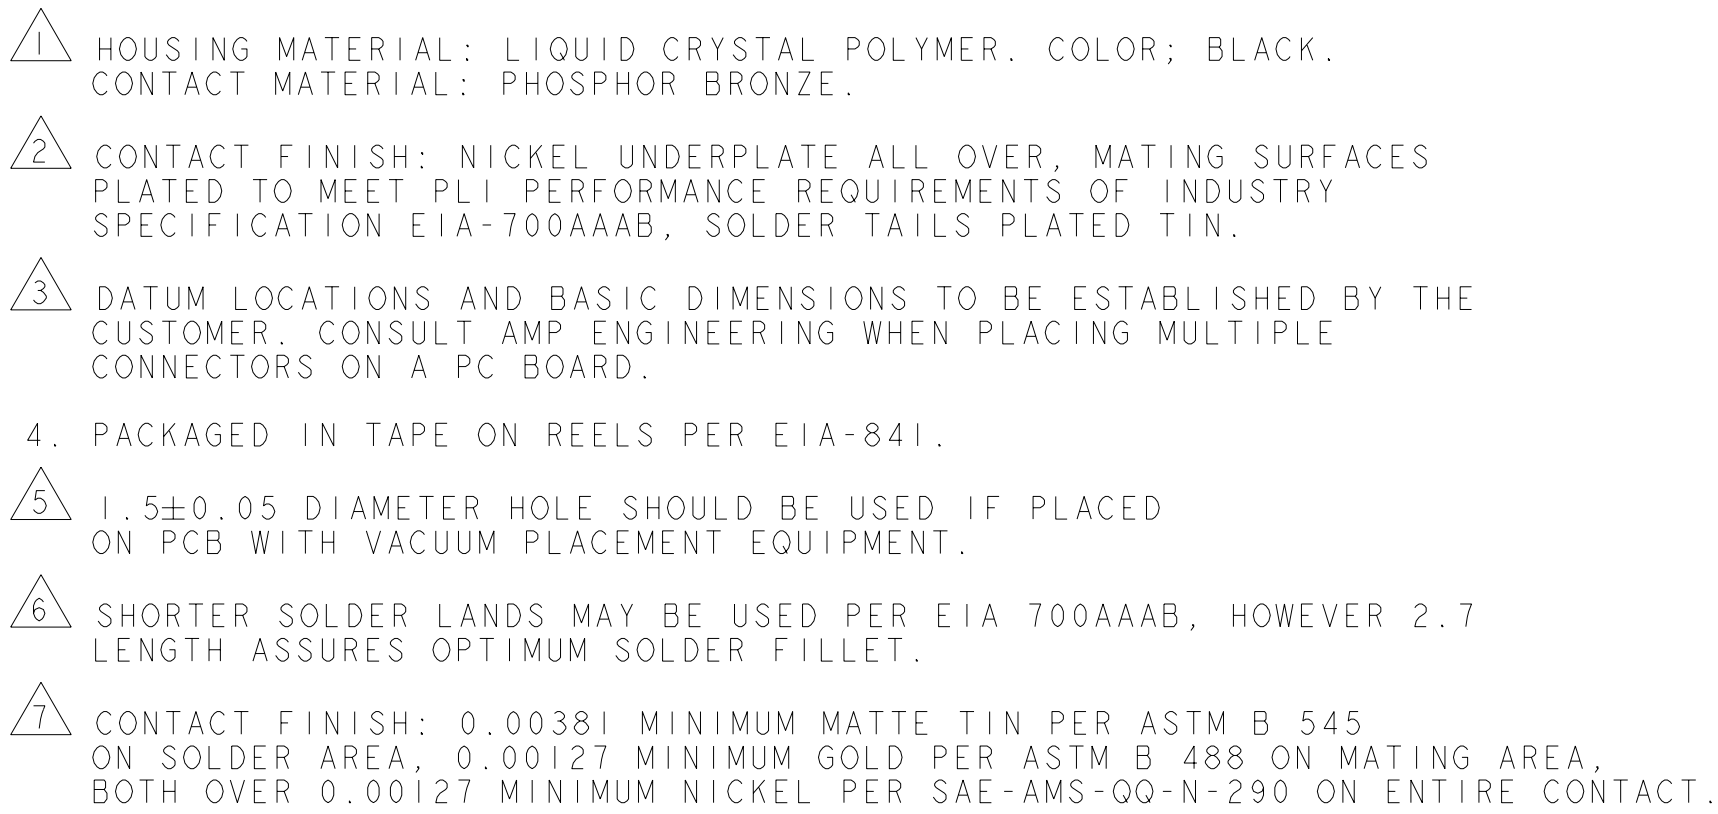 1 HOUSING MATERIAL: LIQUID CRYSTAL POLYMER. COLOR; BLACK.
CONTACT MATERIAL: PHOSPHOR BRONZE.
2 CONTACT FINISH: NICKEL UNDERPLATE ALL OVER, MATING SURFACES
PLATED TO MEET PL1 PERFORMANCE REQUIREMENTS OF INDUSTRY
SPECIFICATION EIA-700AAAB, SOLDER TAILS PLATED TIN.
3 DATUM LOCATIONS AND BASIC DIMENSIONS TO BE ESTABLISHED BY THE
CUSTOMER. CONSULT AMP ENGINEERING WHEN PLACING MULTIPLE
CONNECTORS ON A PC BOARD.
4. PACKAGED IN TAPE ON REELS PER EIA-841.
5 1.5±0.05 DIAMETER HOLE SHOULD BE USED IF PLACED
ON PCB WITH VACUUM PLACEMENT EQUIPMENT.
6 SHORTER SOLDER LANDS MAY BE USED PER EIA 700AAAB, HOWEVER 2.7
LENGTH ASSURES OPTIMUM SOLDER FILLET.
7 CONTACT FINISH: 0.00381 MINIMUM MATTE TIN PER ASTM B 545
ON SOLDER AREA, 0.00127 MINIMUM GOLD PER ASTM B 488 ON MATING AREA,
BOTH OVER 0.00127 MINIMUM NICKEL PER SAE-AMS-QQ-N-290 ON ENTIRE CONTACT.